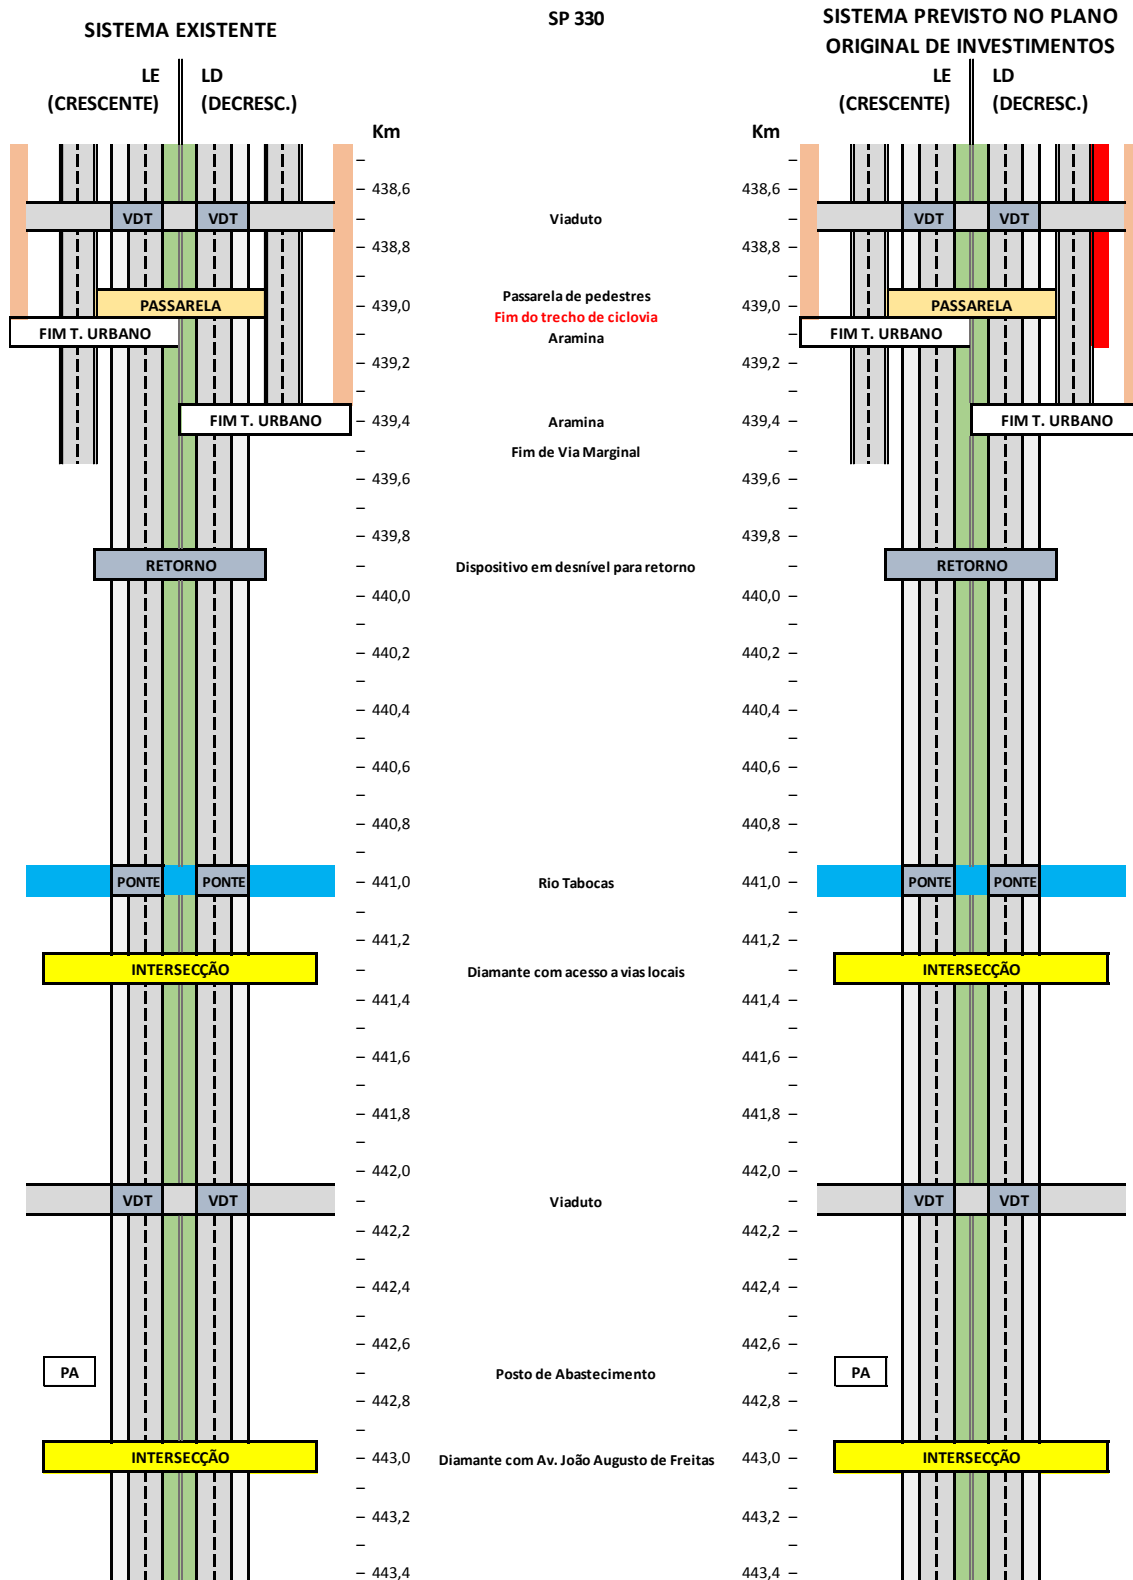 SISTEMA EXISTENTE
SP 330
SISTEMA PREVISTO NO PLANO
ORIGINAL DE INVESTIMENTOS
LE LD
(CRESCENTE) (DECRESC.)
LE LD
(CRESCENTE) (DECRESC.)
Km Km
– 438,6 438,6 –
VDT VDT Viaduto VDT VDT
– 438,8 438,8 –
Passarela de pedestres
PASSARELA – 439,0 439,0 – PASSARELA
Fim do trecho de ciclovia
FIM T. URBANO Aramina FIM T. URBANO
– 439,2 439,2 –
FIM T. URBANO – 439,4 Aramina 439,4 – FIM T. URBANO
Fim de Via Marginal
– 439,6 439,6 –
– 439,8 439,8 –
RETORNO Dispositivo em desnível para retorno RETORNO
– 440,0 440,0 –
– 440,2 440,2 –
– 440,4 440,4 –
– 440,6 440,6 –
– 440,8 440,8 –
PONTE PONTE – 441,0 Rio Tabocas 441,0 – PONTE PONTE
– 441,2 441,2 –
INTERSECÇÃO Diamante com acesso a vias locais INTERSECÇÃO
– 441,4 441,4 –
– 441,6 441,6 –
– 441,8 441,8 –
– 442,0 442,0 –
VDT VDT Viaduto VDT VDT
– 442,2 442,2 –
– 442,4 442,4 –
– 442,6 442,6 –
PA Posto de Abastecimento PA
– 442,8 442,8 –
INTERSECÇÃO – 443,0 Diamante com Av. João Augusto de Freitas 443,0 – INTERSECÇÃO
– 443,2 443,2 –
– 443,4 443,4 –